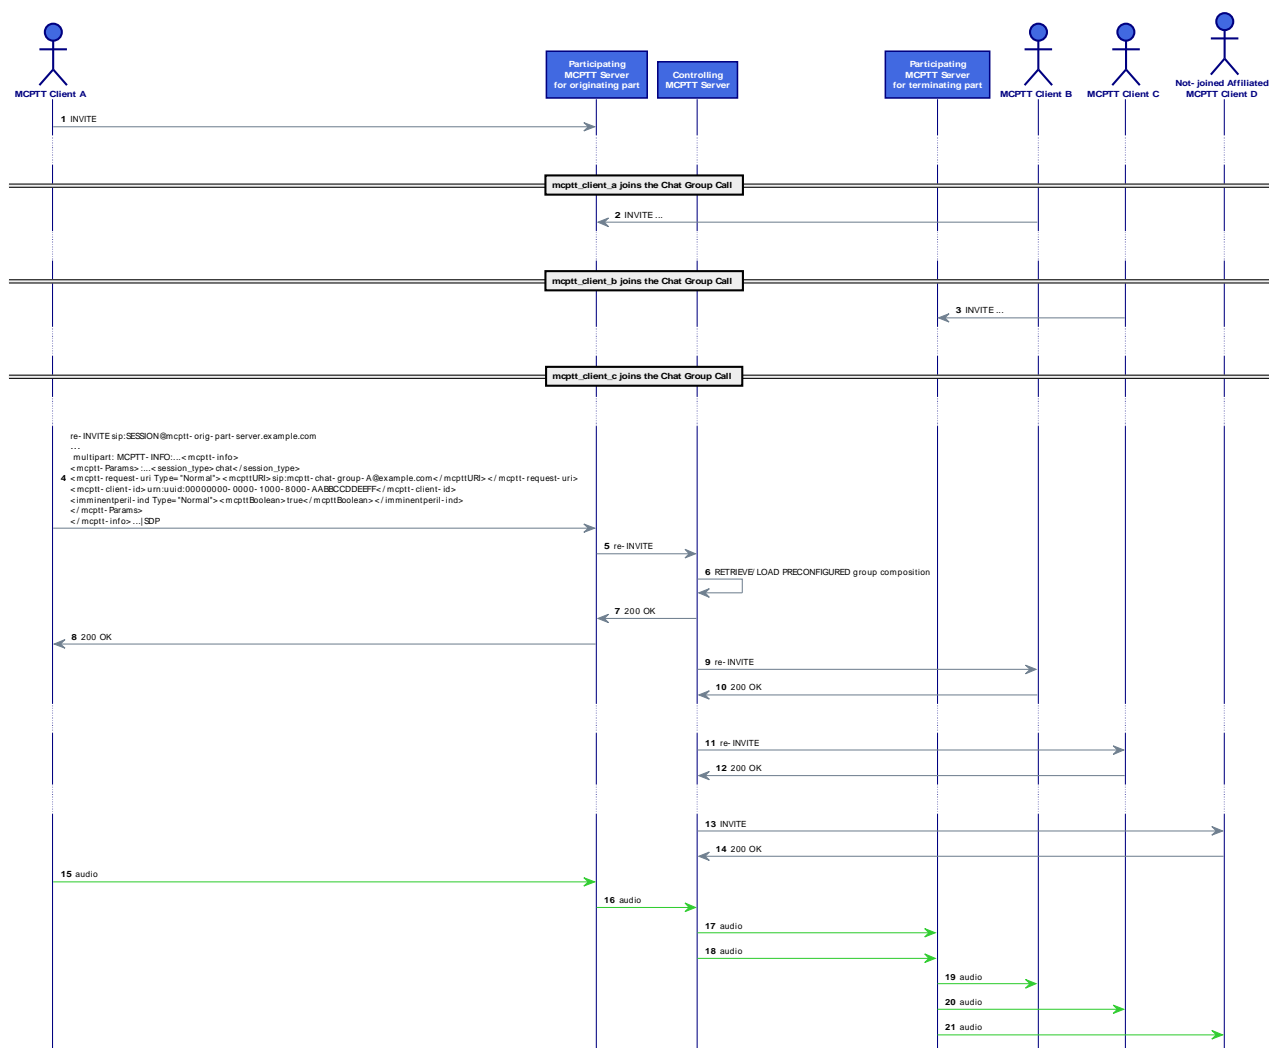 MCPTT Client A
Participating
MCPTT Server
for originating part
Controlling
MCPTT Server
Participating
MCPTT Server
for terminating part
MCPTT Client B
MCPTT Client C
Not-joined Affiliated
MCPTT Client D
1 INVITE
mcptt_client_a joins the Chat Group Call
2 INVITE ...
mcptt_client_b joins the Chat Group Call
3 INVITE ...
mcptt_client_c joins the Chat Group Call
re-INVITE sip:SESSION@mcptt-orig-part-server.example.com
...
multipart: MCPTT-INFO:...<mcptt-info>
<mcptt-Params>:...<session_type>chat</session_type>
4 <mcptt-request-uri Type="Normal"><mcpttURI>sip:mcptt-chat-group-A@example.com</mcpttURI></mcptt-request-uri>
<mcptt-client-id>urn:uuid:00000000-0000-1000-8000-AABBCCDDEEFF</mcptt-client-id>
<imminentperil-ind Type="Normal"><mcpttBoolean>true</mcpttBoolean></imminentperil-ind>
</mcptt-Params>
</mcptt-info>...|SDP
5 re-INVITE
6 RETRIEVE/LOAD PRECONFIGURED group composition
7 200 OK
8 200 OK
9 re-INVITE
10 200 OK
11 re-INVITE
12 200 OK
13 INVITE
14 200 OK
15 audio
16 audio
17 audio
18 audio
19 audio
20 audio
21 audio